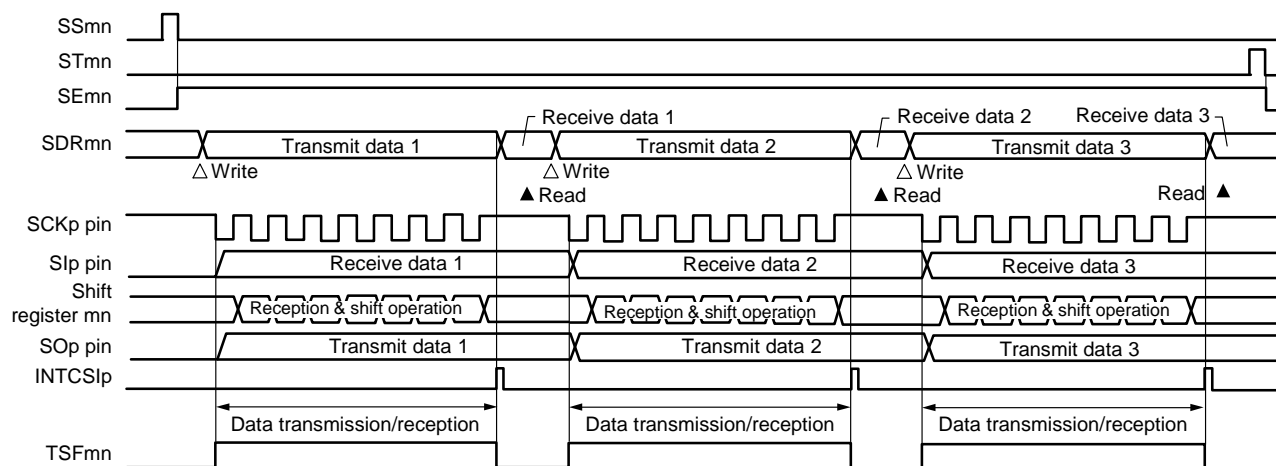 SSmn
STmn
SEmn
Receive data 1
Receive data 2
Receive data 3
SDRmn
Transmit data 1
Transmit data 2
Transmit data 3
△ Write
△ Write
△ Write
▲ Read
▲ Read
Read ▲
SCKp pin
SIp pin
Receive data 1
Receive data 2
Receive data 3
Shift
register mn
Reception & shift operation
Reception & shift operation
Reception & shift operation
SOp pin
Transmit data 1
Transmit data 2
Transmit data 3
INTCSIp
Data transmission/reception
Data transmission/reception
Data transmission/reception
TSFmn